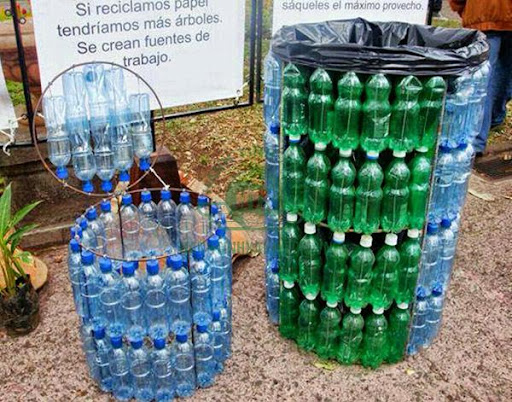 Si reciclamos papel
tendríamos más árboles.
Se crean fuentes de
trabajo.
sáqueles el máximo provecho.